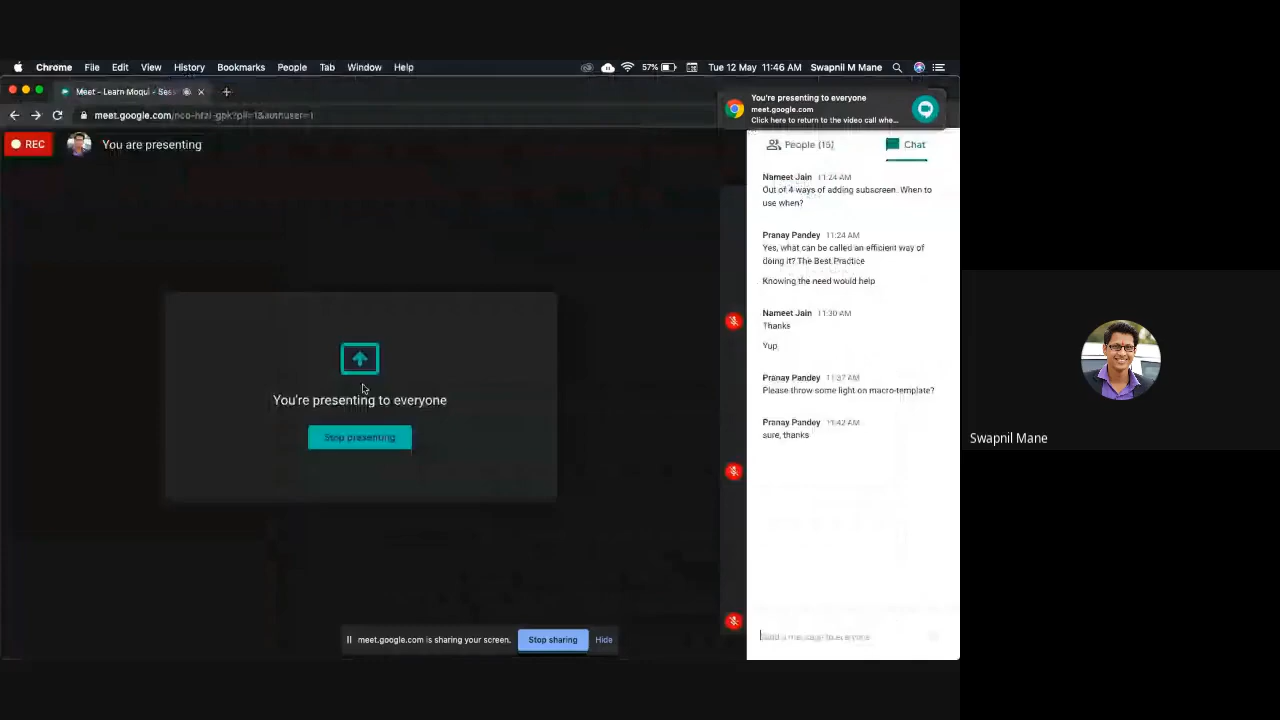 Chrome File Edit View History Bookmarks People Tab Window Help 57% Tue 12 May 11:46 AM Swapnil M Mane
Meet - Learn Moqui - Sess
You're presenting to everyone
meet.google.com
Click here to return to the video call whe...
meet.google.com/
REC
You are presenting
People (15) Chat
Nameet Jain 11:24 AM
Out of 4 ways of adding subscreen. When to
use when?
Pranay Pandey 11:24 AM
Yes, what can be called an efficient way of
doing it? The Best Practice
Knowing the need would help
Nameet Jain 11:30 AM
Thanks
Yup
Pranay Pandey 11:37 AM
Please throw some light on macro-template?
Pranay Pandey 11:42 AM
sure, thanks
You're presenting to everyone
Stop presenting
Swapnil Mane
Send a message to everyone
meet.google.com is sharing your screen. Stop sharing Hide